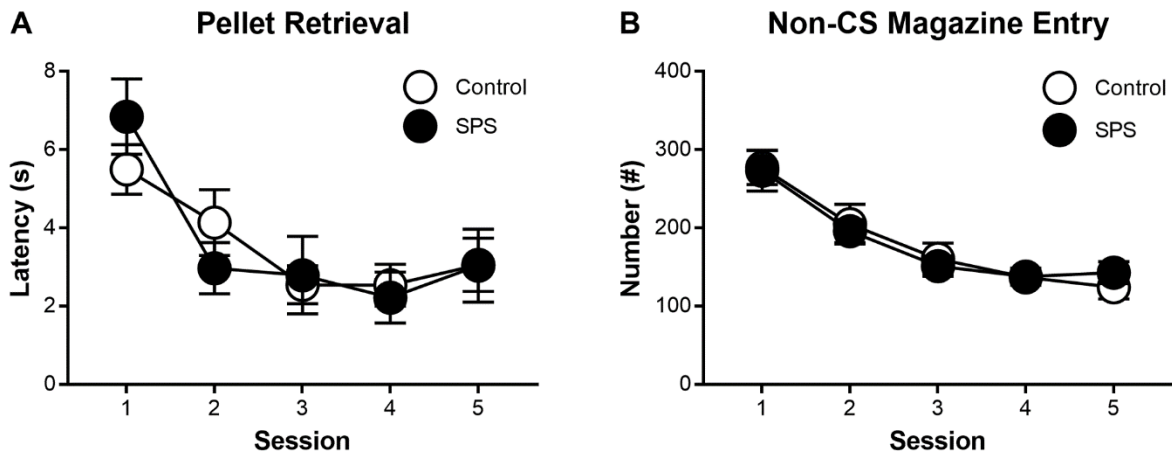 A
Pellet Retrieval
Latency (s)
8
6
4
2
0
Control
SPS
1 2 3 4 5
Session
B
Non-CS Magazine Entry
Number (#)
400
300
200
100
0
Control
SPS
1 2 3 4 5
Session